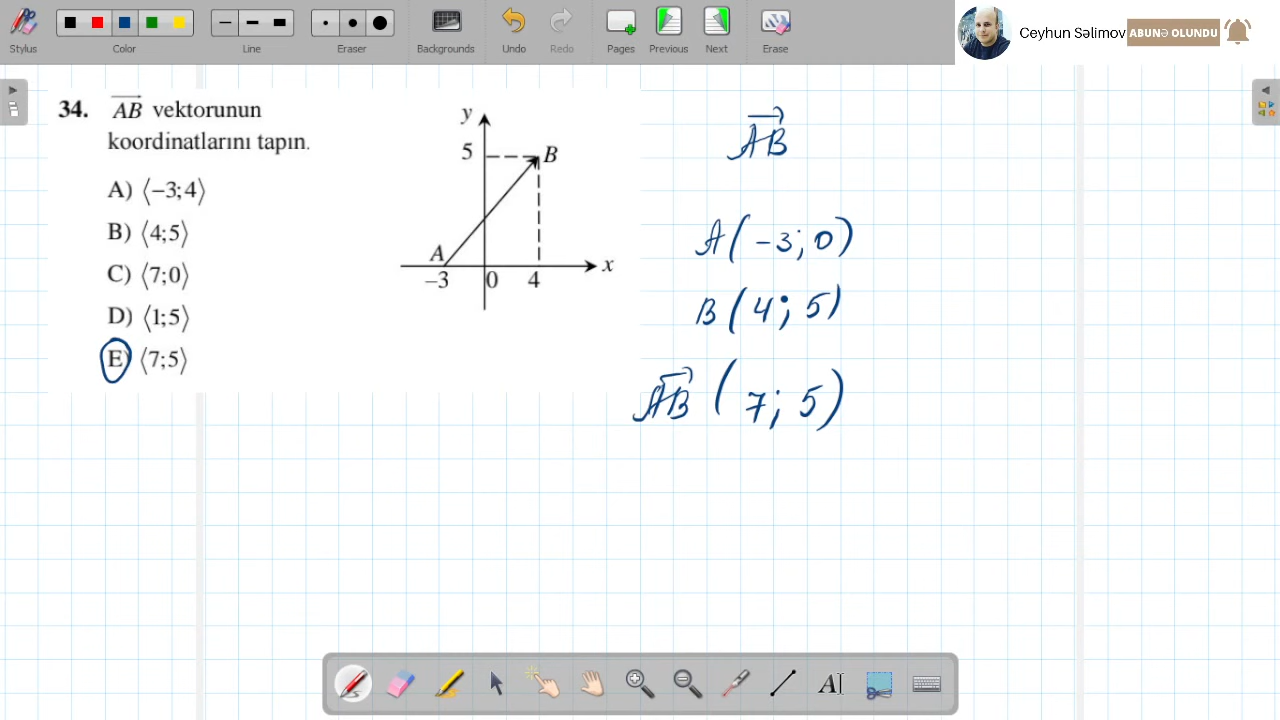 Stylus
Color
Line
Eraser
Backgrounds
Undo
Redo
Pages
Previous
Next
Erase
Ceyhun Səlimov
ABUNƏ OLUNDU
34. AB vektorunun
koordinatlarını tapın.
A) ⟨−3;4⟩
B) ⟨4;5⟩
C) ⟨7;0⟩
D) ⟨1;5⟩
E) ⟨7;5⟩
y
5
B
A
x
−3
0
4
AB
A(-3; 0)
B(4; 5)
AB (7; 5)
A